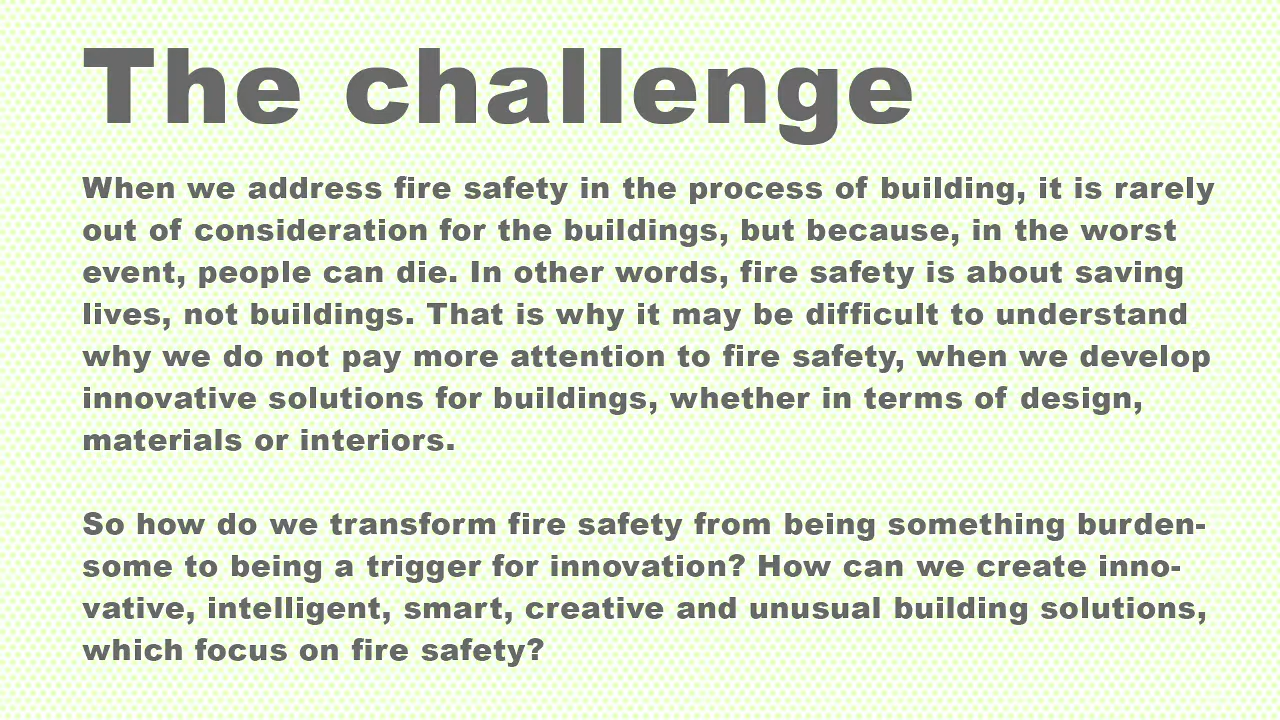 The challenge
When we address fire safety in the process of building, it is rarely
out of consideration for the buildings, but because, in the worst
event, people can die. In other words, fire safety is about saving
lives, not buildings. That is why it may be difficult to understand
why we do not pay more attention to fire safety, when we develop
innovative solutions for buildings, whether in terms of design,
materials or interiors.
So how do we transform fire safety from being something burden-
some to being a trigger for innovation? How can we create inno-
vative, intelligent, smart, creative and unusual building solutions,
which focus on fire safety?